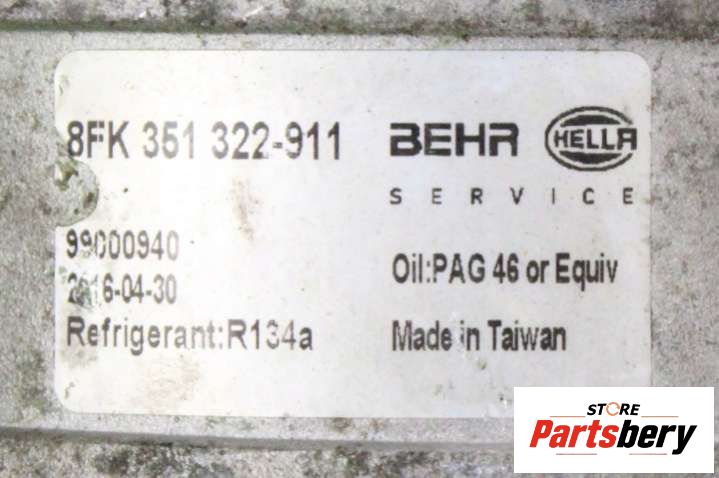 8FK 351 322-911
BEHR HELLA
SERVICE
99000940
2016-04-30
Refrigerant:R134a
Oil:PAG 46 or Equiv
Made in Taiwan
STORE
Partsbery